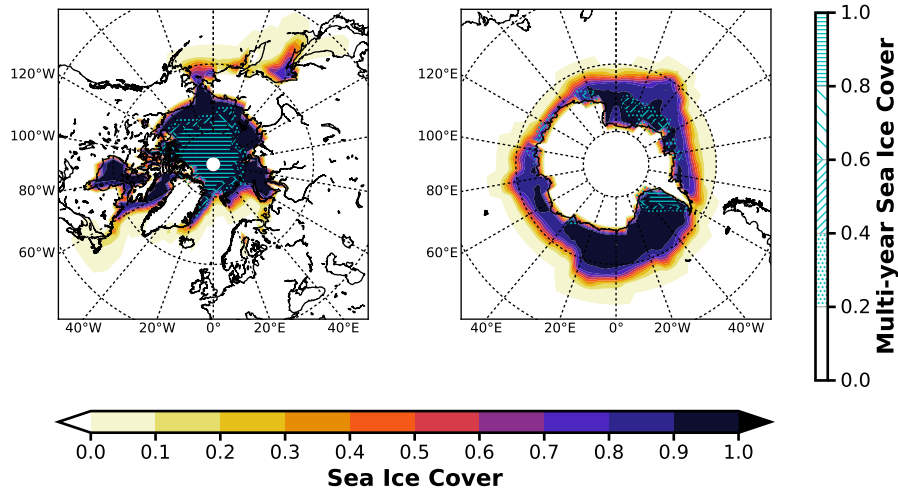 120°W
100°W
80°W
60°W
40°W 20°W 0° 20°E 40°E
120°E
100°E
80°E
60°E
40°E 20°E 0° 20°W 40°W
1.0
0.8
0.6
0.4
0.2
0.0
Multi-year Sea Ice Cover
0.0 0.1 0.2 0.3 0.4 0.5 0.6 0.7 0.8 0.9 1.0
Sea Ice Cover